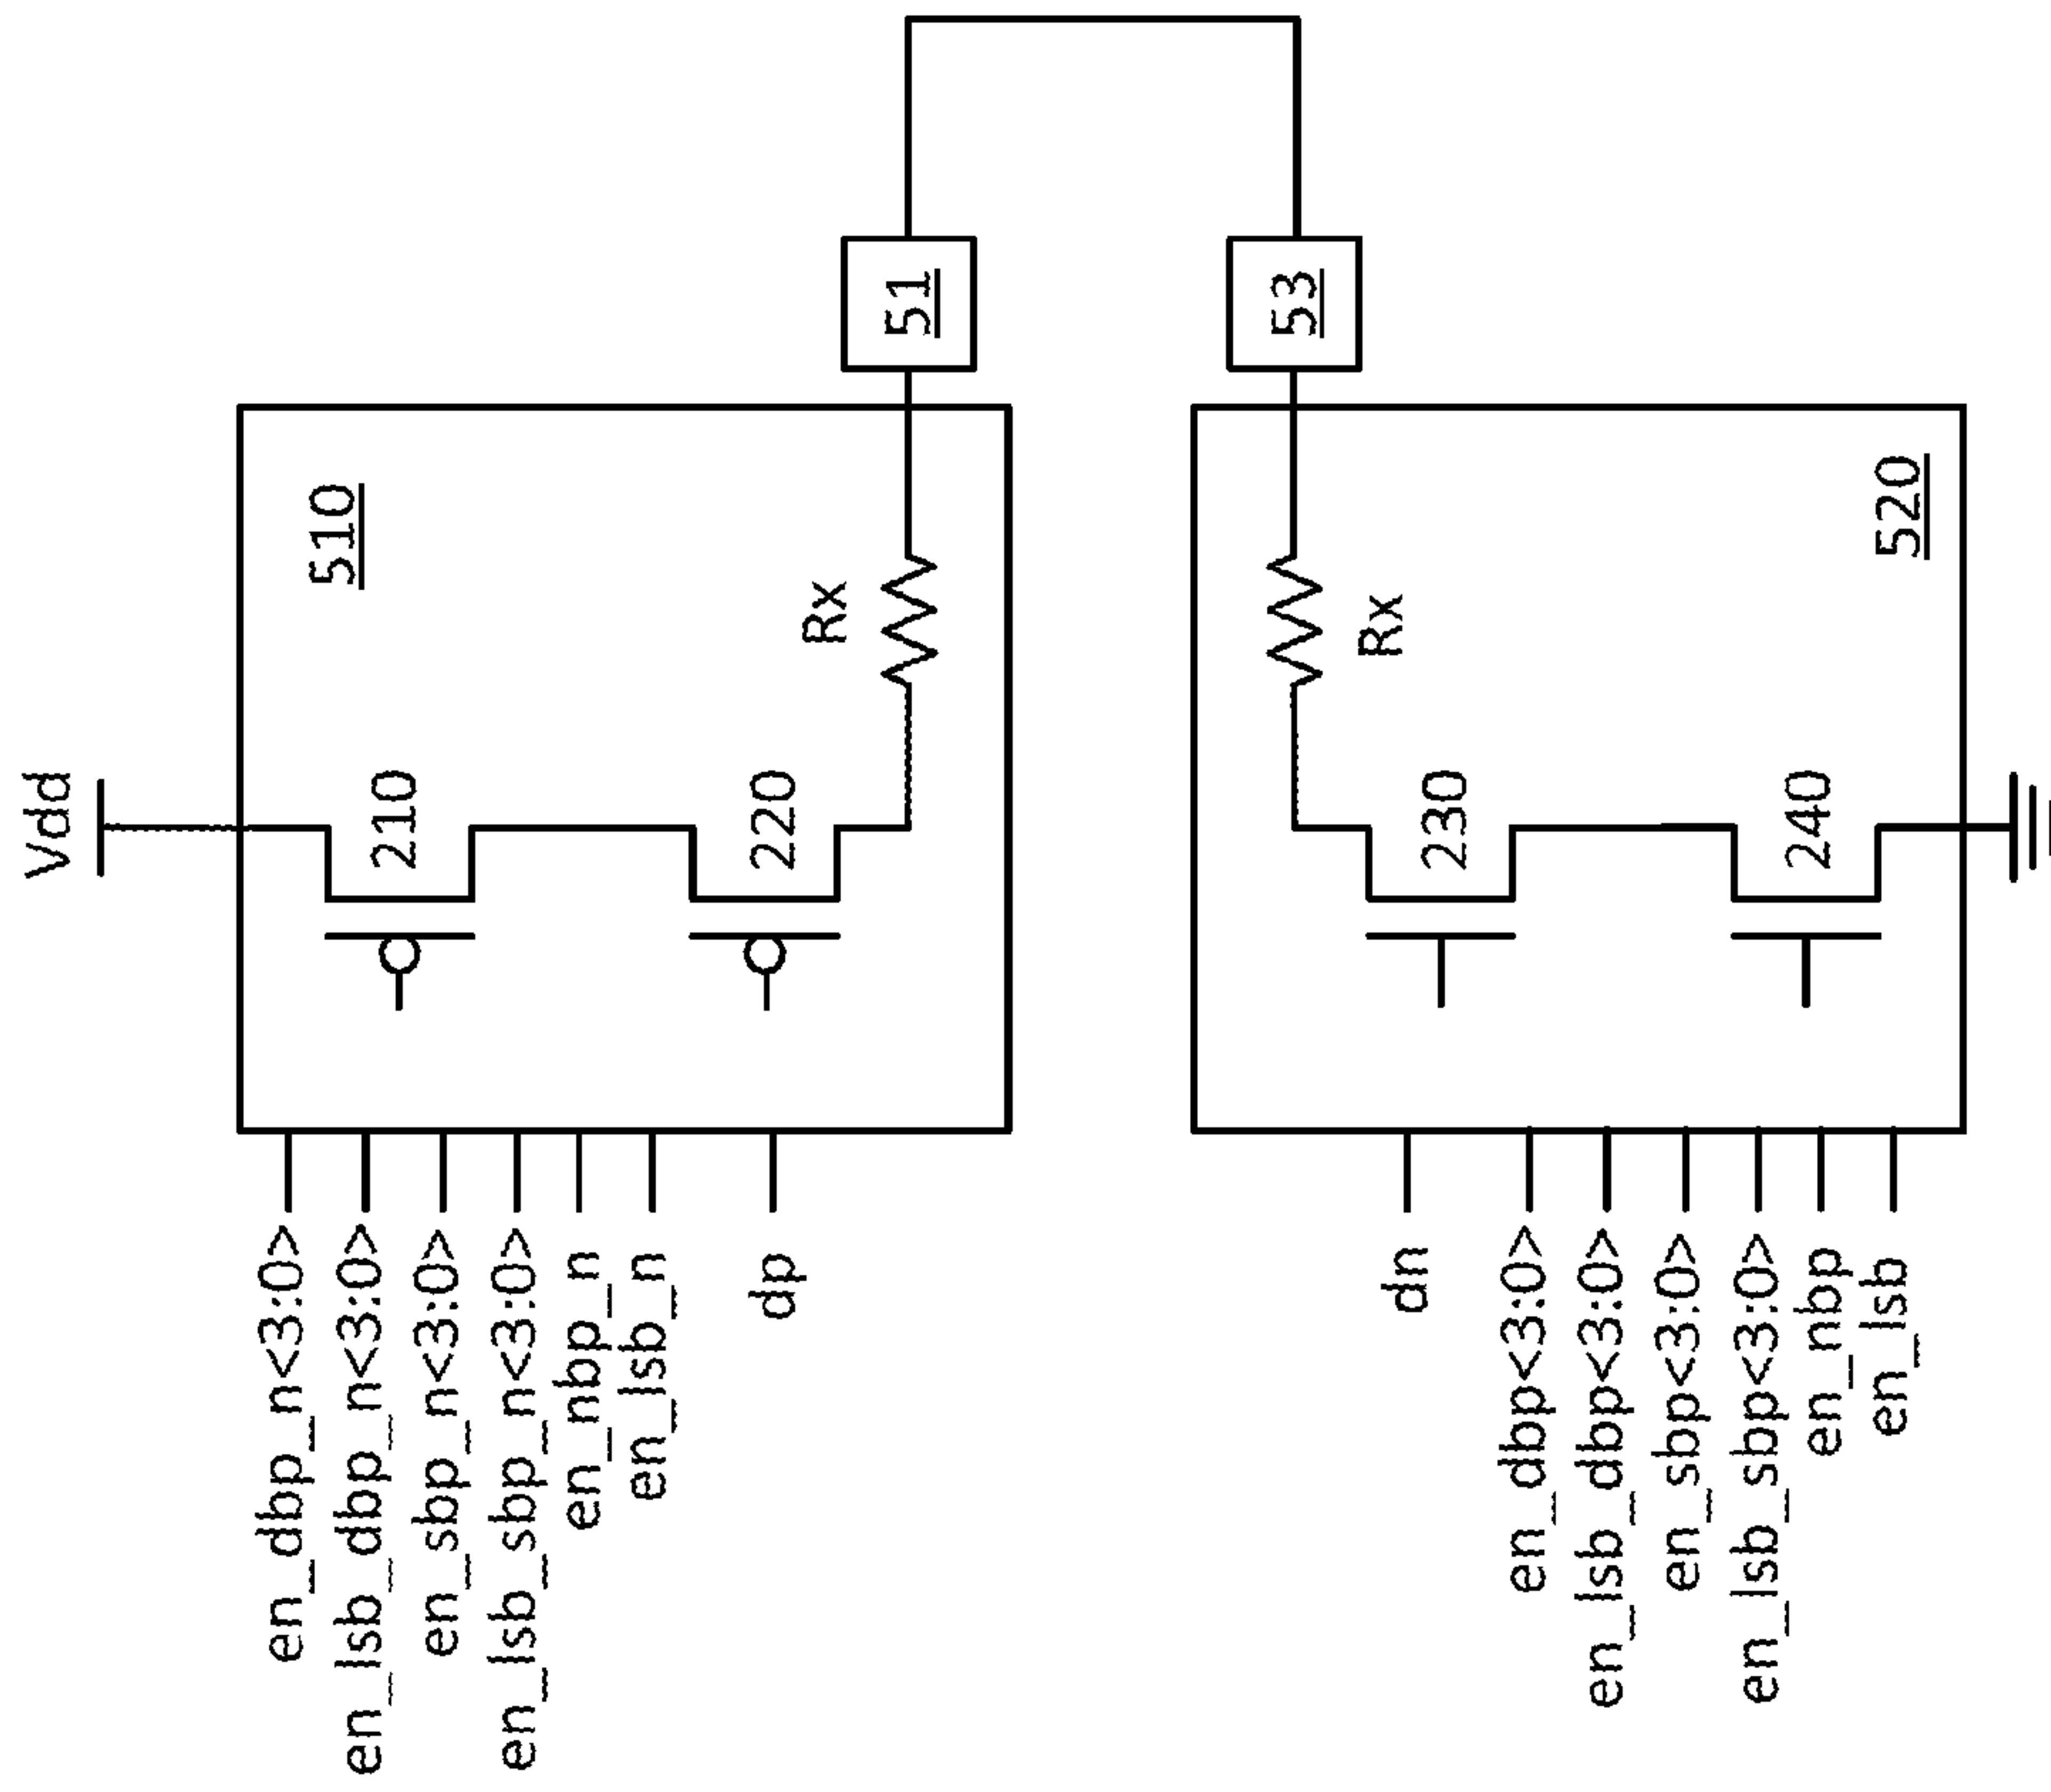 Vdd
en_dbp_n<3:0>
en_lsb_dbp_n<3:0>
en_sbp_n<3:0>
en_lsb_sbp_n<3:0>
en_nbp_n
en_lsb_n
dp
210
220
510
Rx
51
dn
en_dbp<3:0>
en_lsb_dbp<3:0>
en_sbp<3:0>
en_lsb_sbp<3:0>
en_nbp
en_lsb
230
240
520
Rx
53